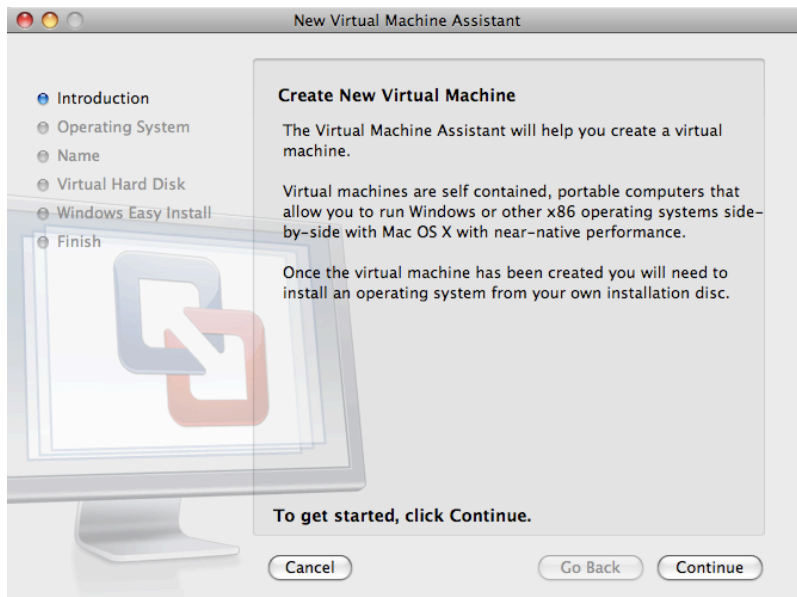 New Virtual Machine Assistant
Introduction
Operating System
Name
Virtual Hard Disk
Windows Easy Install
Finish
Create New Virtual Machine
The Virtual Machine Assistant will help you create a virtual
machine.
Virtual machines are self contained, portable computers that
allow you to run Windows or other x86 operating systems side-
by-side with Mac OS X with near-native performance.
Once the virtual machine has been created you will need to
install an operating system from your own installation disc.
To get started, click Continue.
Cancel
Go Back
Continue